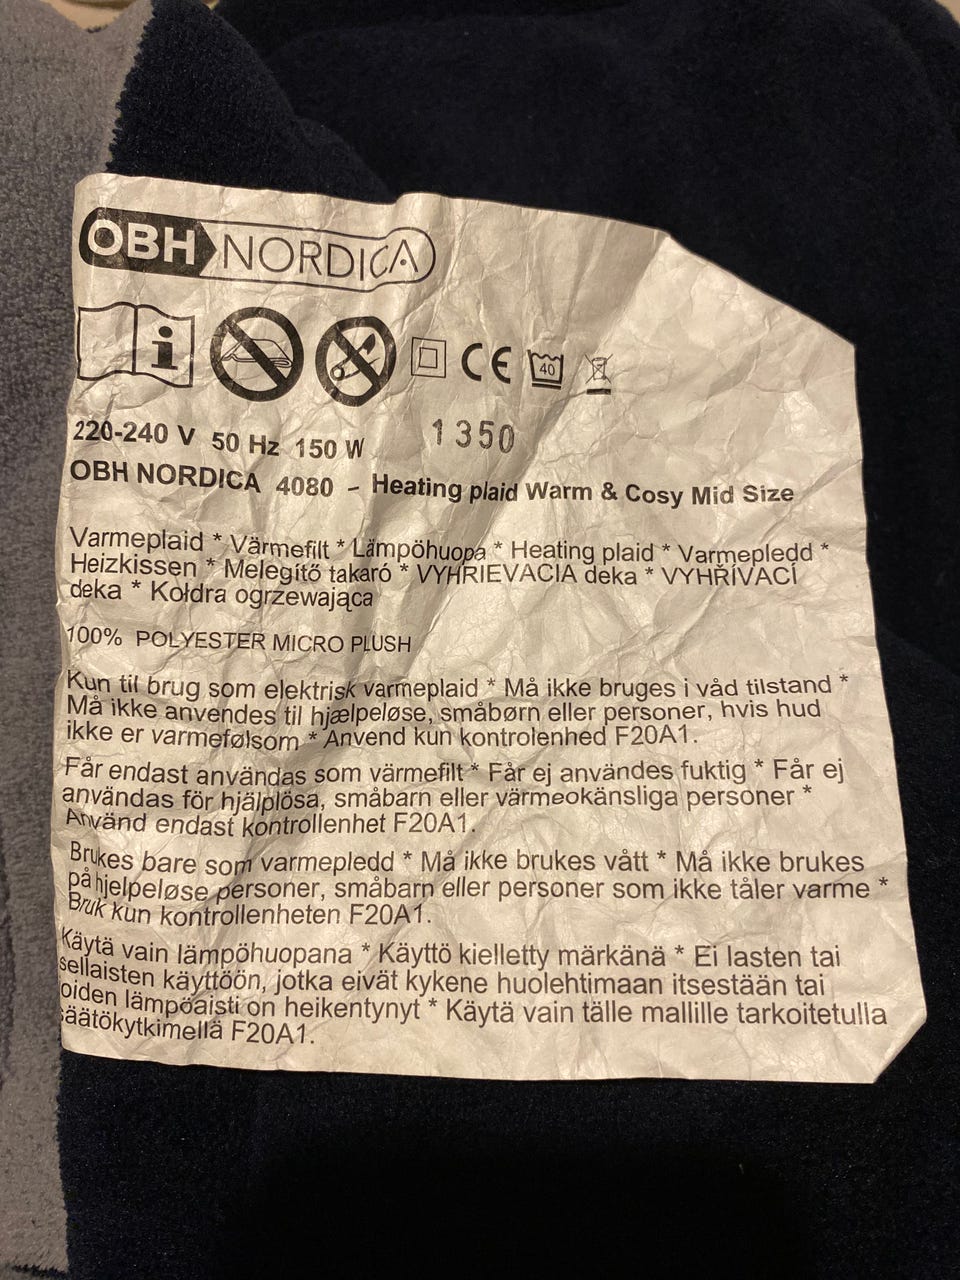 OBH NORDICA
i
40
220-240 V 50 Hz 150 W 1350
OBH NORDICA 4080 - Heating plaid Warm & Cosy Mid Size
Varmeplaid * Värmefilt * Lämpöhuopa * Heating plaid * Varmepledd *
Heizkissen * Melegítö takaró * VYHRIEVACIA deka * VYHŘÍVACÍ
deka * Kołdra ogrzewająca
100% POLYESTER MICRO PLUSH
Kun til brug som elektrisk varmeplaid * Må ikke bruges i våd tilstand *
Må ikke anvendes til hjælpeløse, småbørn eller personer, hvis hud
ikke er varmefølsom * Anvend kun kontrolenhed F20A1.
Får endast användas som värmefilt * Får ej användes fuktig * Får ej
användas för hjälplösa, småbarn eller värmeokänsliga personer *
Använd endast kontrollenhet F20A1.
Brukes bare som varmepledd * Må ikke brukes vått * Må ikke brukes
på hjelpeløse personer, småbarn eller personer som ikke tåler varme *
Bruk kun kontrollenheten F20A1.
Käytä vain lämpöhuopana * Käyttö kielletty märkänä * Ei lasten tai
sellaisten käyttöön, jotka eivät kykene huolehtimaan itsestään tai
oiden lämpöaisti on heikentynyt * Käytä vain tälle mallille tarkoitetulla
säätökytkimellä F20A1.